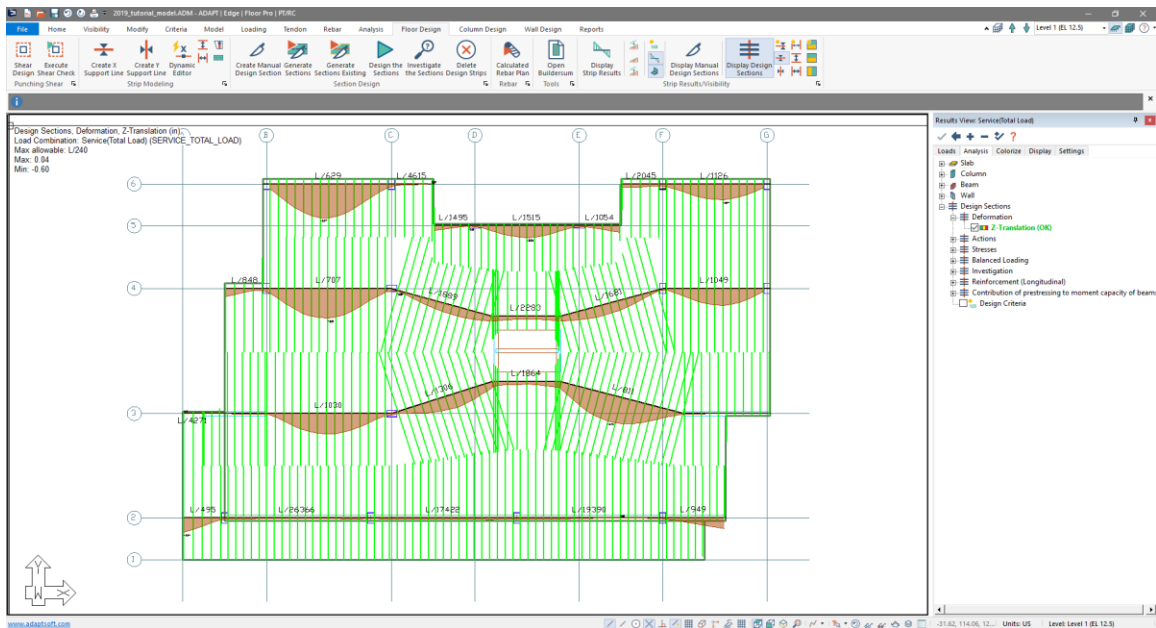 2019_tutorial_model.ADM - ADAPT | Edge | Floor Pro | PT/RC
File Home Visibility Modify Criteria Model Loading Tendon Rebar Analysis Floor Design Column Design Wall Design Reports Level 1 (EL 12.5)
Shear Design Execute Shear Check Create X Support Line Create Y Support Line Dynamic Editor Create Manual Design Section Generate Sections Generate Sections Existing Design the Sections Investigate the Sections Delete Design Strips Calculated Rebar Plan Open Buildersum Display Strip Results Display Manual Design Sections Display Design Sections
Punching Shear Strip Modeling Section Design Rebar Tools Strip Results/Visibility
Design Sections, Deformation, Z-Translation (in)
Load Combination: Service(Total Load) (SERVICE_TOTAL_LOAD)
Max allowable: L/240
Max: 0.04
Min: -0.60
B C D E F G
6 L/629 L/4615 L/2045 L/1126
5 L/1495 L/1515 L/1054
4 L/848 L/707 L/1889 L/2283 L/1681 L/1049
3 L/4271 L/1030 L/1306 L/1864 L/811
2 L/495 L/26366 L/17422 L/19390 L/949
1
Y
W X
Results View: Service(Total Load)
Loads Analysis Colorize Display Settings
Slab
Column
Beam
Wall
Design Sections
Deformation
Z-Translation (OK)
Actions
Stresses
Balanced Loading
Investigation
Reinforcement (Longitudinal)
Contribution of prestressing to moment capacity of beams
Design Criteria
www.adaptsoft.com -31.62, 114.06, 12... Units: US Level: Level 1 (EL 12.5)